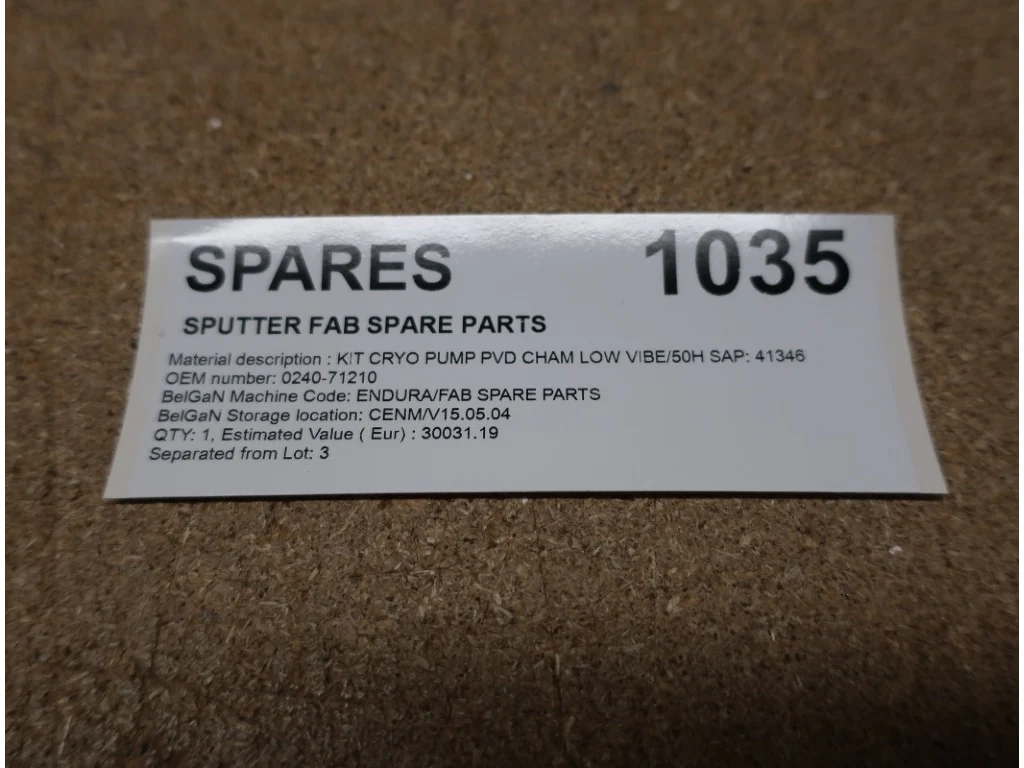 SPARES 1035
SPUTTER FAB SPARE PARTS
Material description : KIT CRYO PUMP PVD CHAM LOW VIBE/50H SAP: 41346
OEM number: 0240-71210
BelGaN Machine Code: ENDURA/FAB SPARE PARTS
BelGaN Storage location: CENM/V15.05.04
QTY: 1, Estimated Value ( Eur) : 30031.19
Separated from Lot: 3